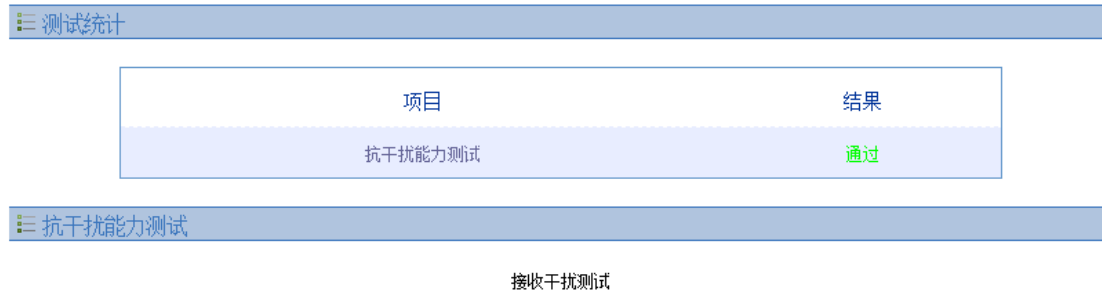 测试统计
项目 结果
抗干扰能力测试 通过
抗干扰能力测试
接收干扰测试